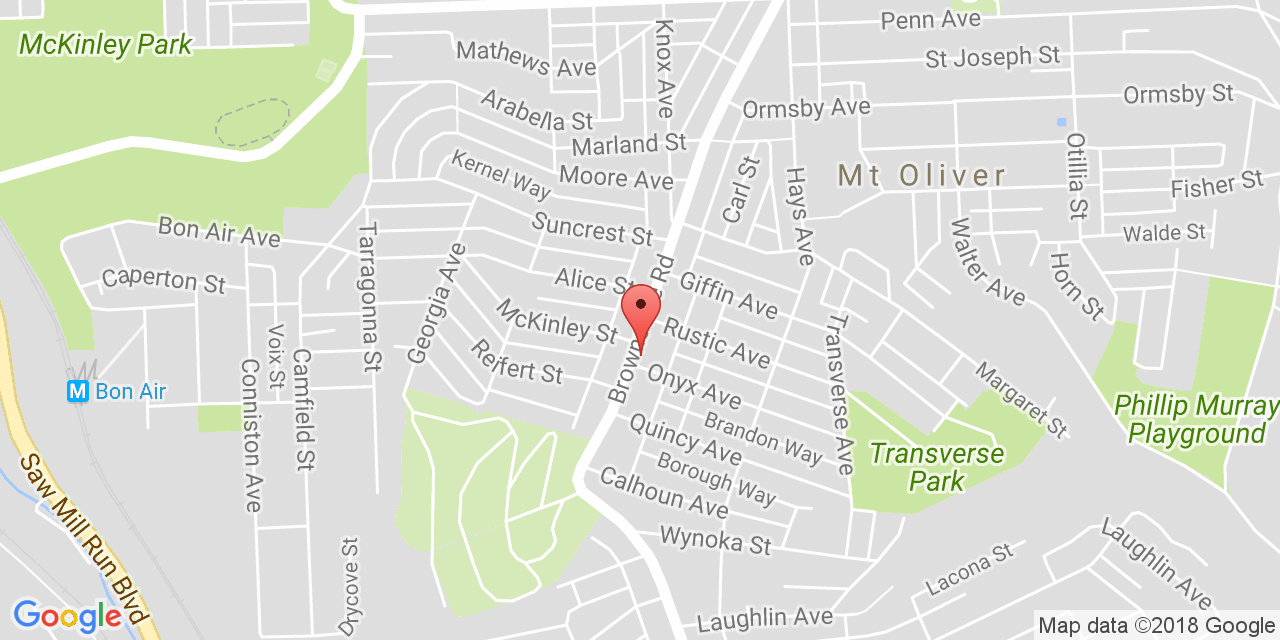 Penn Ave
McKinley Park
Mathews Ave
Knox Ave
St Joseph St
Arabella St
Ormsby Ave
Ormsby St
Marland St
Moore Ave
Kernel Way
Carl St
Hays Ave
Mt Oliver
Otillia St
Fisher St
Bon Air Ave
Suncrest St
Walde St
Tarragonna St
Georgia Ave
Walter Ave
Caperton St
Alice St
Rd
Giffin Ave
Horn St
McKinley St
Rustic Ave
Transverse Ave
Voix St
Camfield St
Reifert St
Brown
Onyx Ave
Margaret St
M Bon Air
Conniston Ave
Brandon Way
Phillip Murray
Playground
Quincy Ave
Transverse
Park
Saw Mill Run Blvd
Borough Way
Calhoun Ave
Wynoka St
Drycove St
Lacona St
Laughlin Ave
Laughlin Ave
Google
Map data ©2018 Google